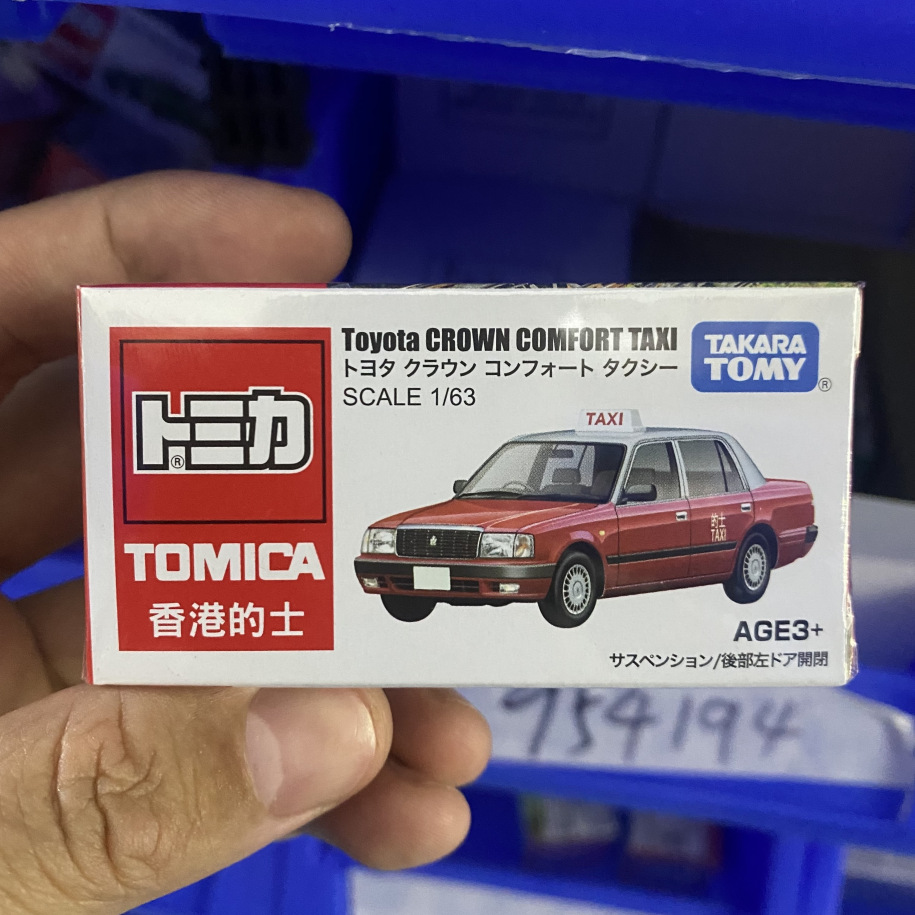 Toyota CROWN COMFORT TAXI
トヨタ クラウン コンフォート タクシー
SCALE 1/63
TAKARA
TOMY
®
トミカ
®
TOMICA
香港的士
TAXI
的士
TAXI
AGE3+
サスペンション/後部左ドア開閉
954194